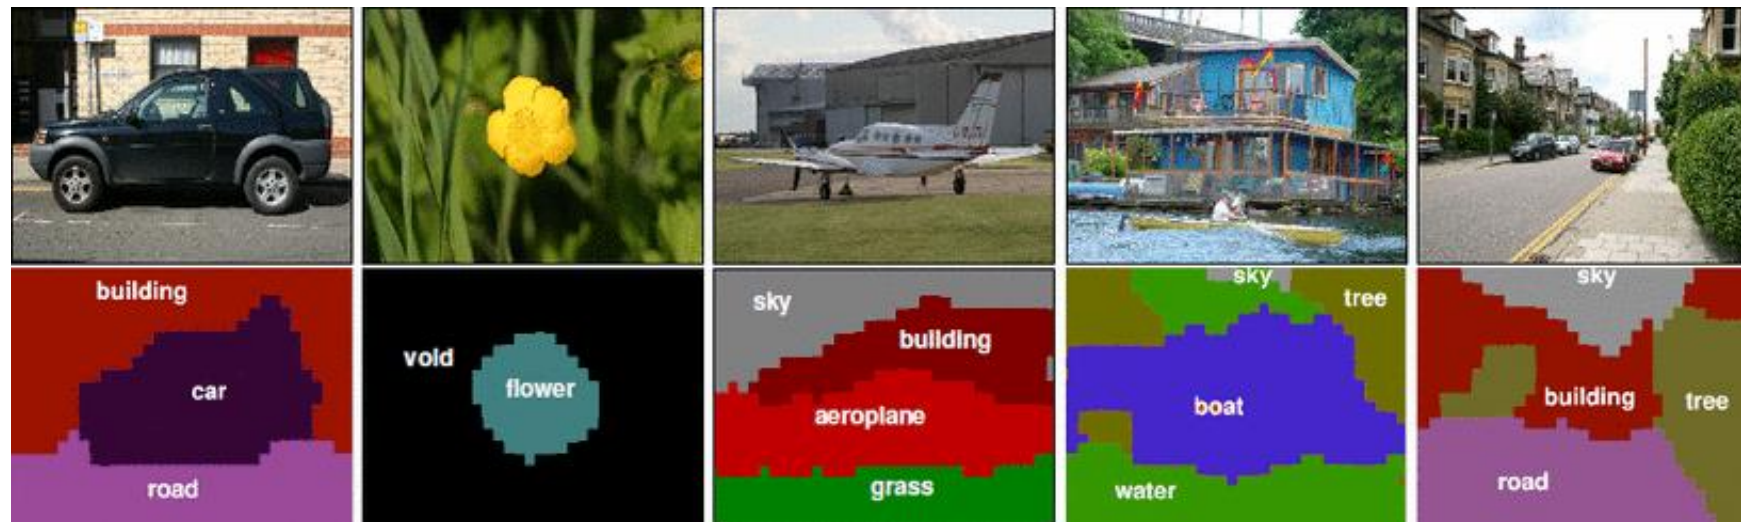 building
car
road
void
flower
sky
building
aeroplane
grass
sky
tree
boat
water
sky
building
tree
road